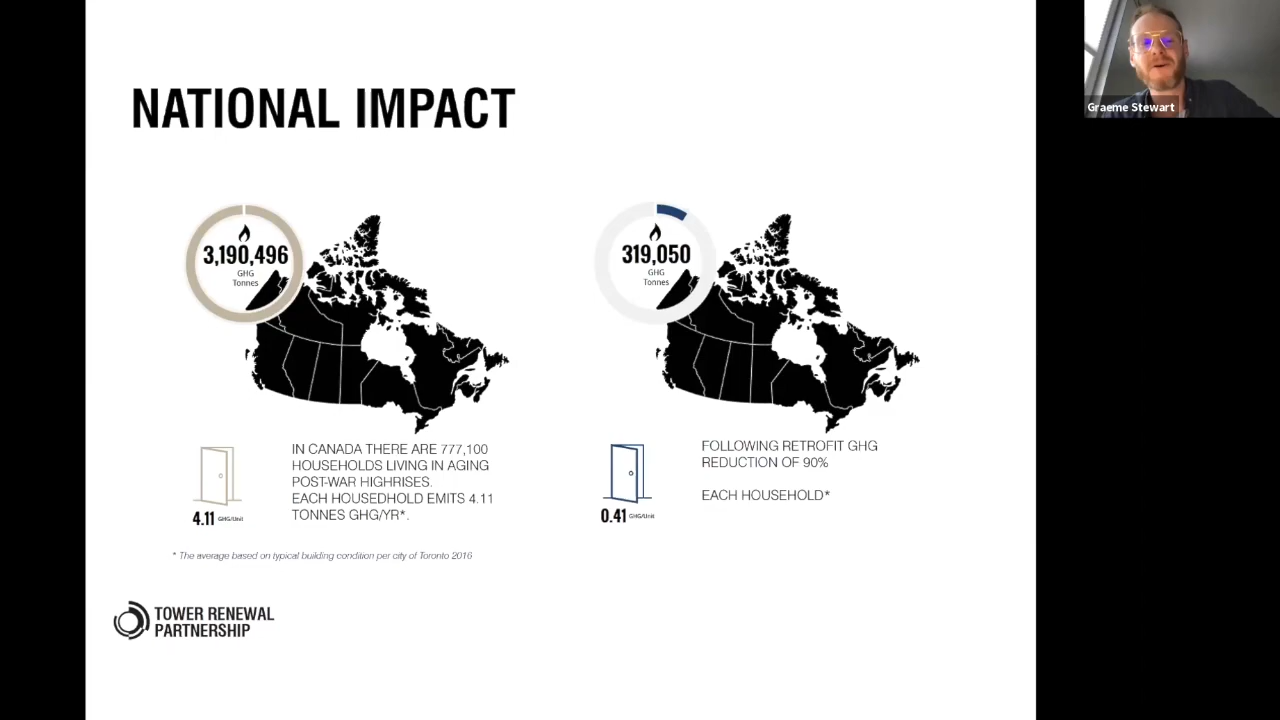 NATIONAL IMPACT
3,190,496
GHG
Tonnes
IN CANADA THERE ARE 777,100
HOUSEHOLDS LIVING IN AGING
POST-WAR HIGHRISES.
EACH HOUSEDHOLD EMITS 4.11
TONNES GHG/YR*.
4.11 GHG/Unit
* The average based on typical building condition per city of Toronto 2016
319,050
GHG
Tonnes
FOLLOWING RETROFIT GHG
REDUCTION OF 90%
EACH HOUSEHOLD*
0.41 GHG/Unit
TOWER RENEWAL
PARTNERSHIP
Graeme Stewart